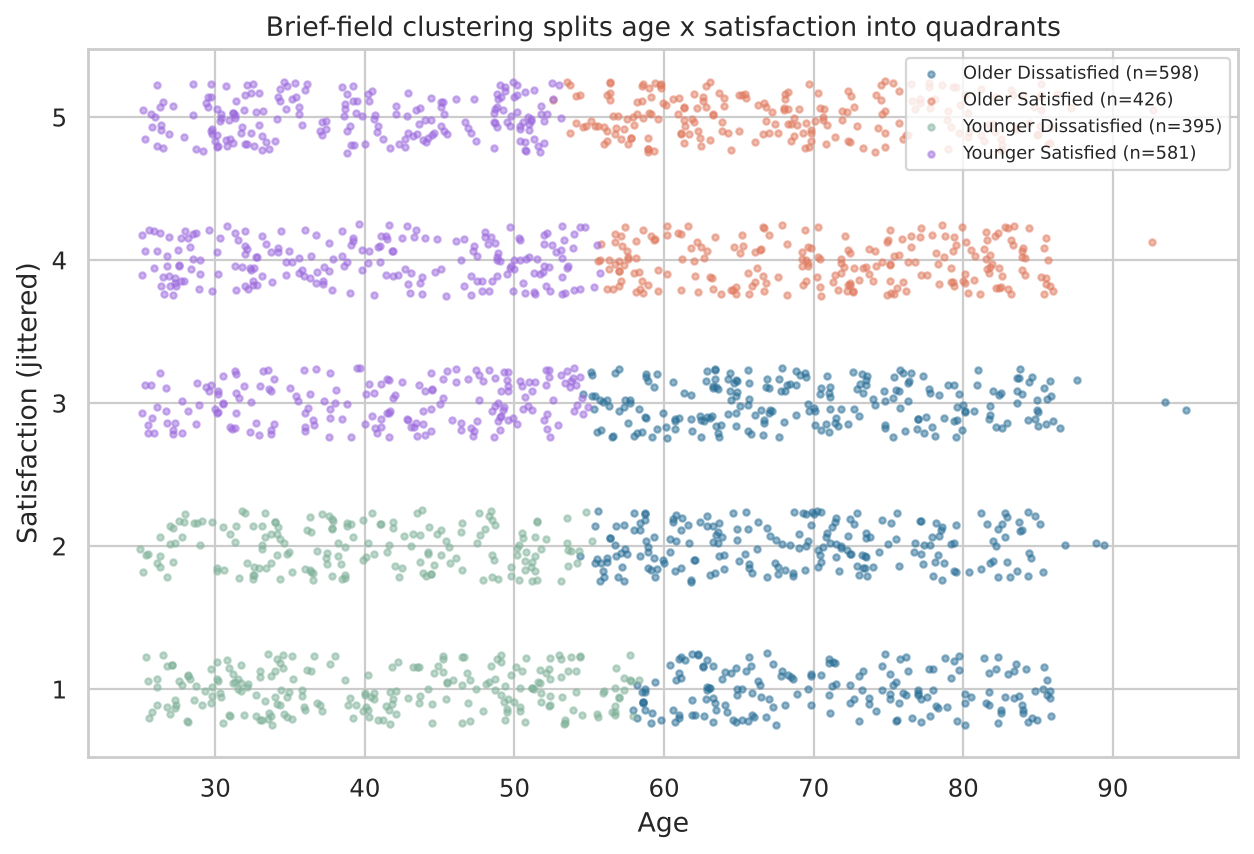 Brief-field clustering splits age x satisfaction into quadrants
Older Dissatisfied (n=598)
Older Satisfied (n=426)
Younger Dissatisfied (n=395)
Younger Satisfied (n=581)
Satisfaction (jittered)
5
4
3
2
1
30 40 50 60 70 80 90
Age